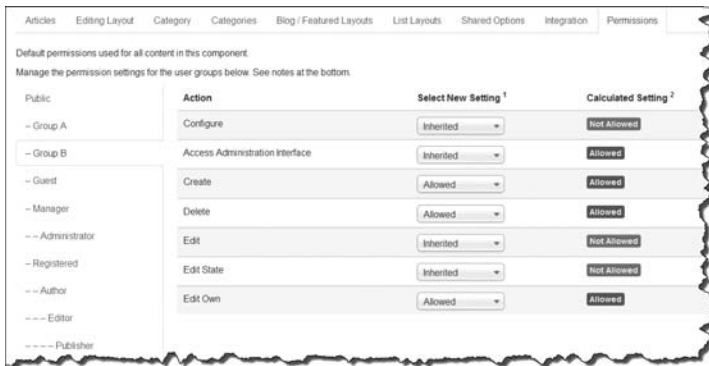 Articles Editing Layout Category Categories Blog / Featured Layouts List Layouts Shared Options Integration Permissions
Default permissions used for all content in this component.
Manage the permission settings for the user groups below. See notes at the bottom.
Public
– Group A
– Group B
– Guest
– Manager
– – Administrator
– Registered
– – Author
– – – Editor
– – – – Publisher
Action Select New Setting 1 Calculated Setting 2
Configure Inherited Not Allowed
Access Administration Interface Inherited Allowed
Create Allowed Allowed
Delete Allowed Allowed
Edit Inherited Not Allowed
Edit State Inherited Not Allowed
Edit Own Allowed Allowed